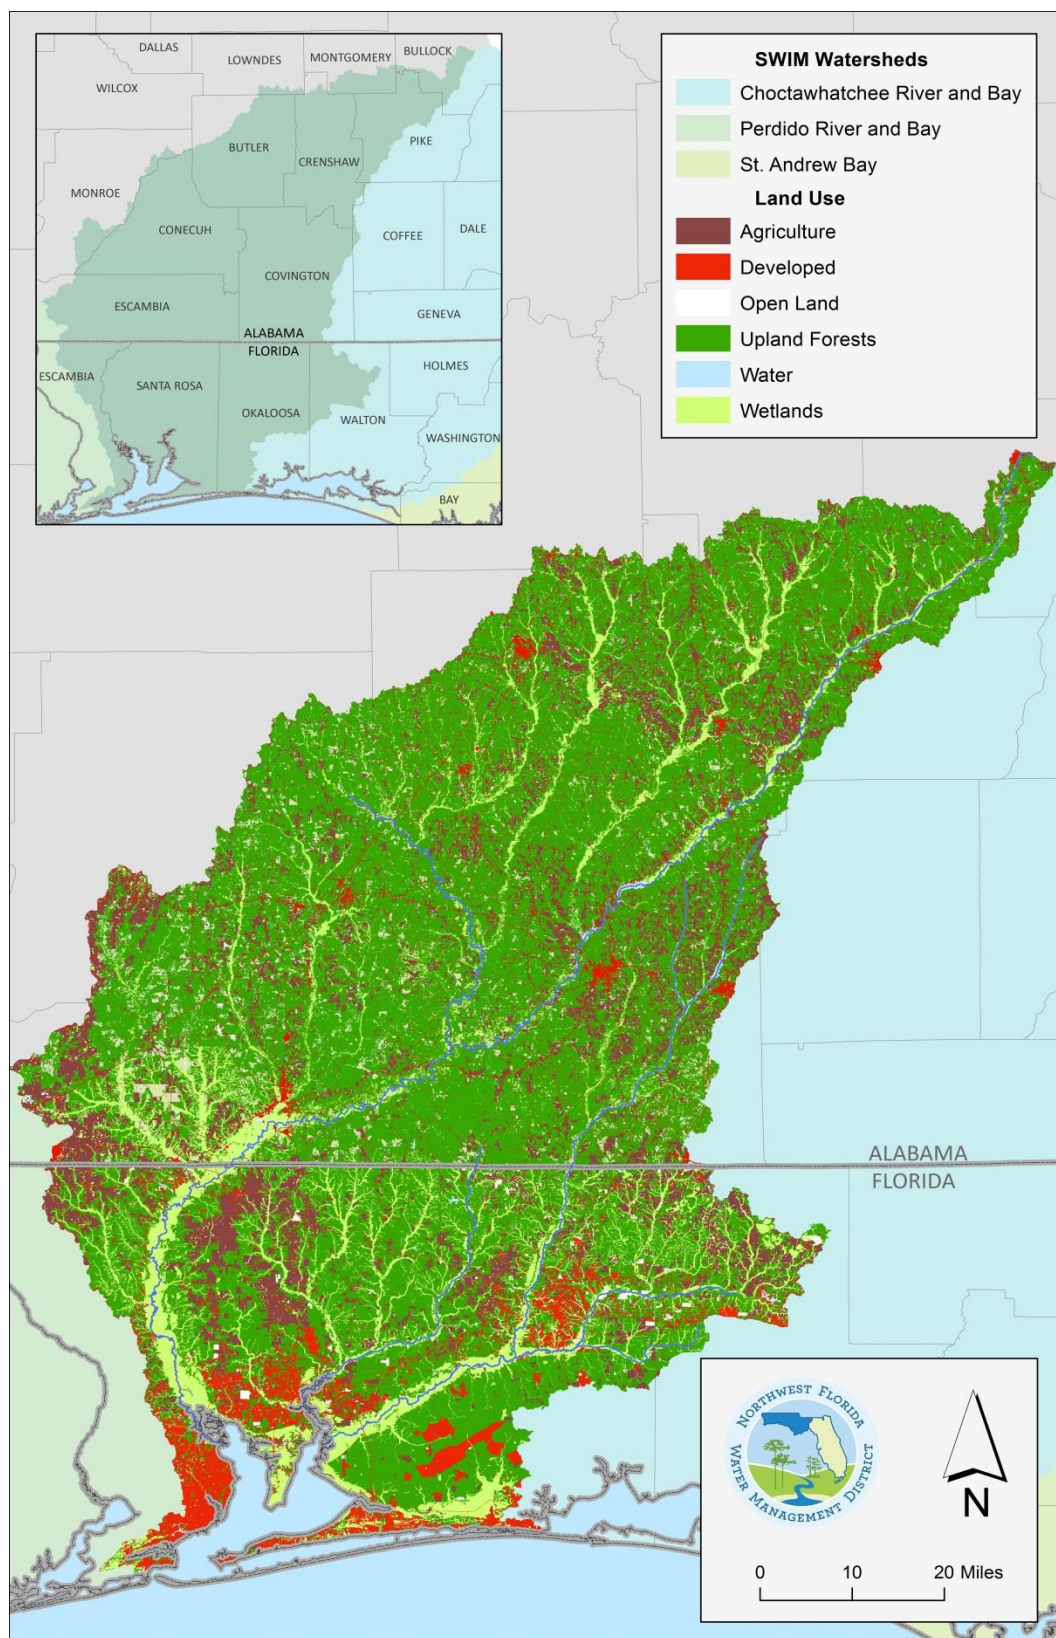 DALLAS
LOWNDES
MONTGOMERY
BULLOCK
WILCOX
BUTLER
PIKE
CRENSHAW
MONROE
CONECUH
COFFEE
DALE
COVINGTON
ESCAMBIA
GENEVA
ALABAMA
FLORIDA
ESCAMBIA
SANTA ROSA
HOLMES
OKALOOSA
WALTON
WASHINGTON
BAY
SWIM Watersheds
Choctawhatchee River and Bay
Perdido River and Bay
St. Andrew Bay
Land Use
Agriculture
Developed
Open Land
Upland Forests
Water
Wetlands
ALABAMA
FLORIDA
NORTHWEST FLORIDA
WATER MANAGEMENT DISTRICT
N
0 10 20 Miles